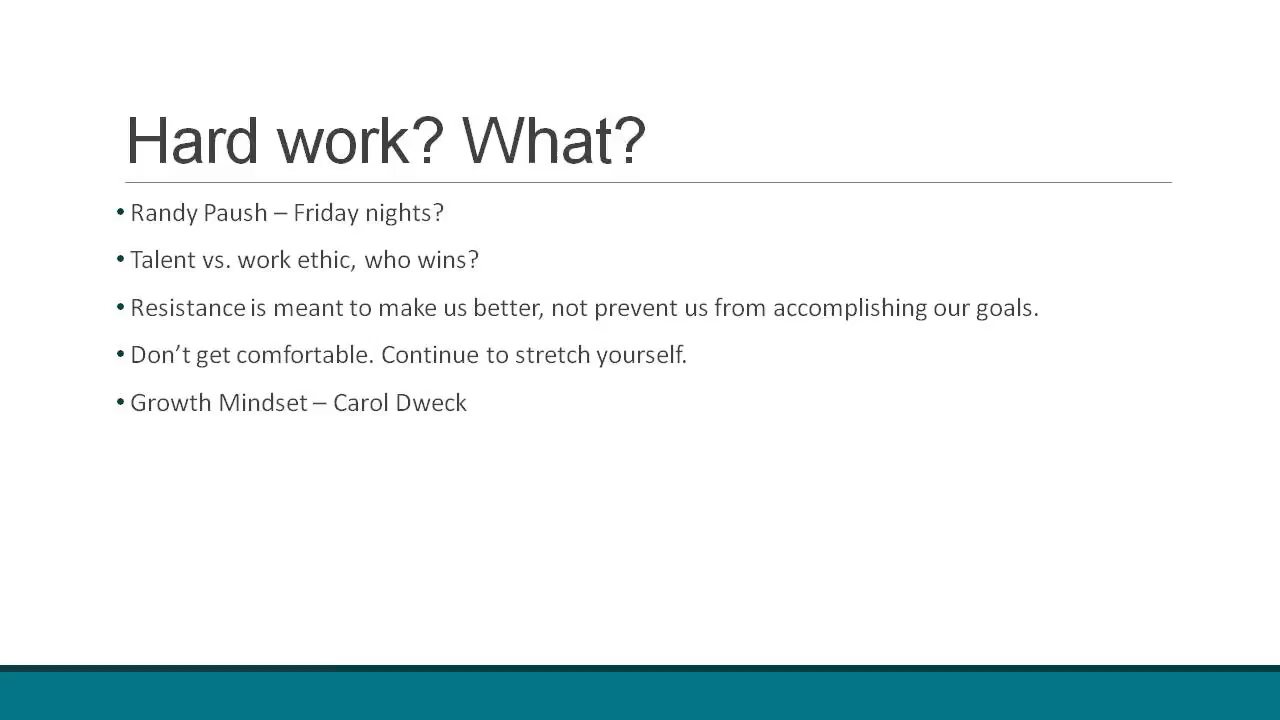 Hard work? What?
• Randy Paush – Friday nights?
• Talent vs. work ethic, who wins?
• Resistance is meant to make us better, not prevent us from accomplishing our goals.
• Don’t get comfortable. Continue to stretch yourself.
• Growth Mindset – Carol Dweck